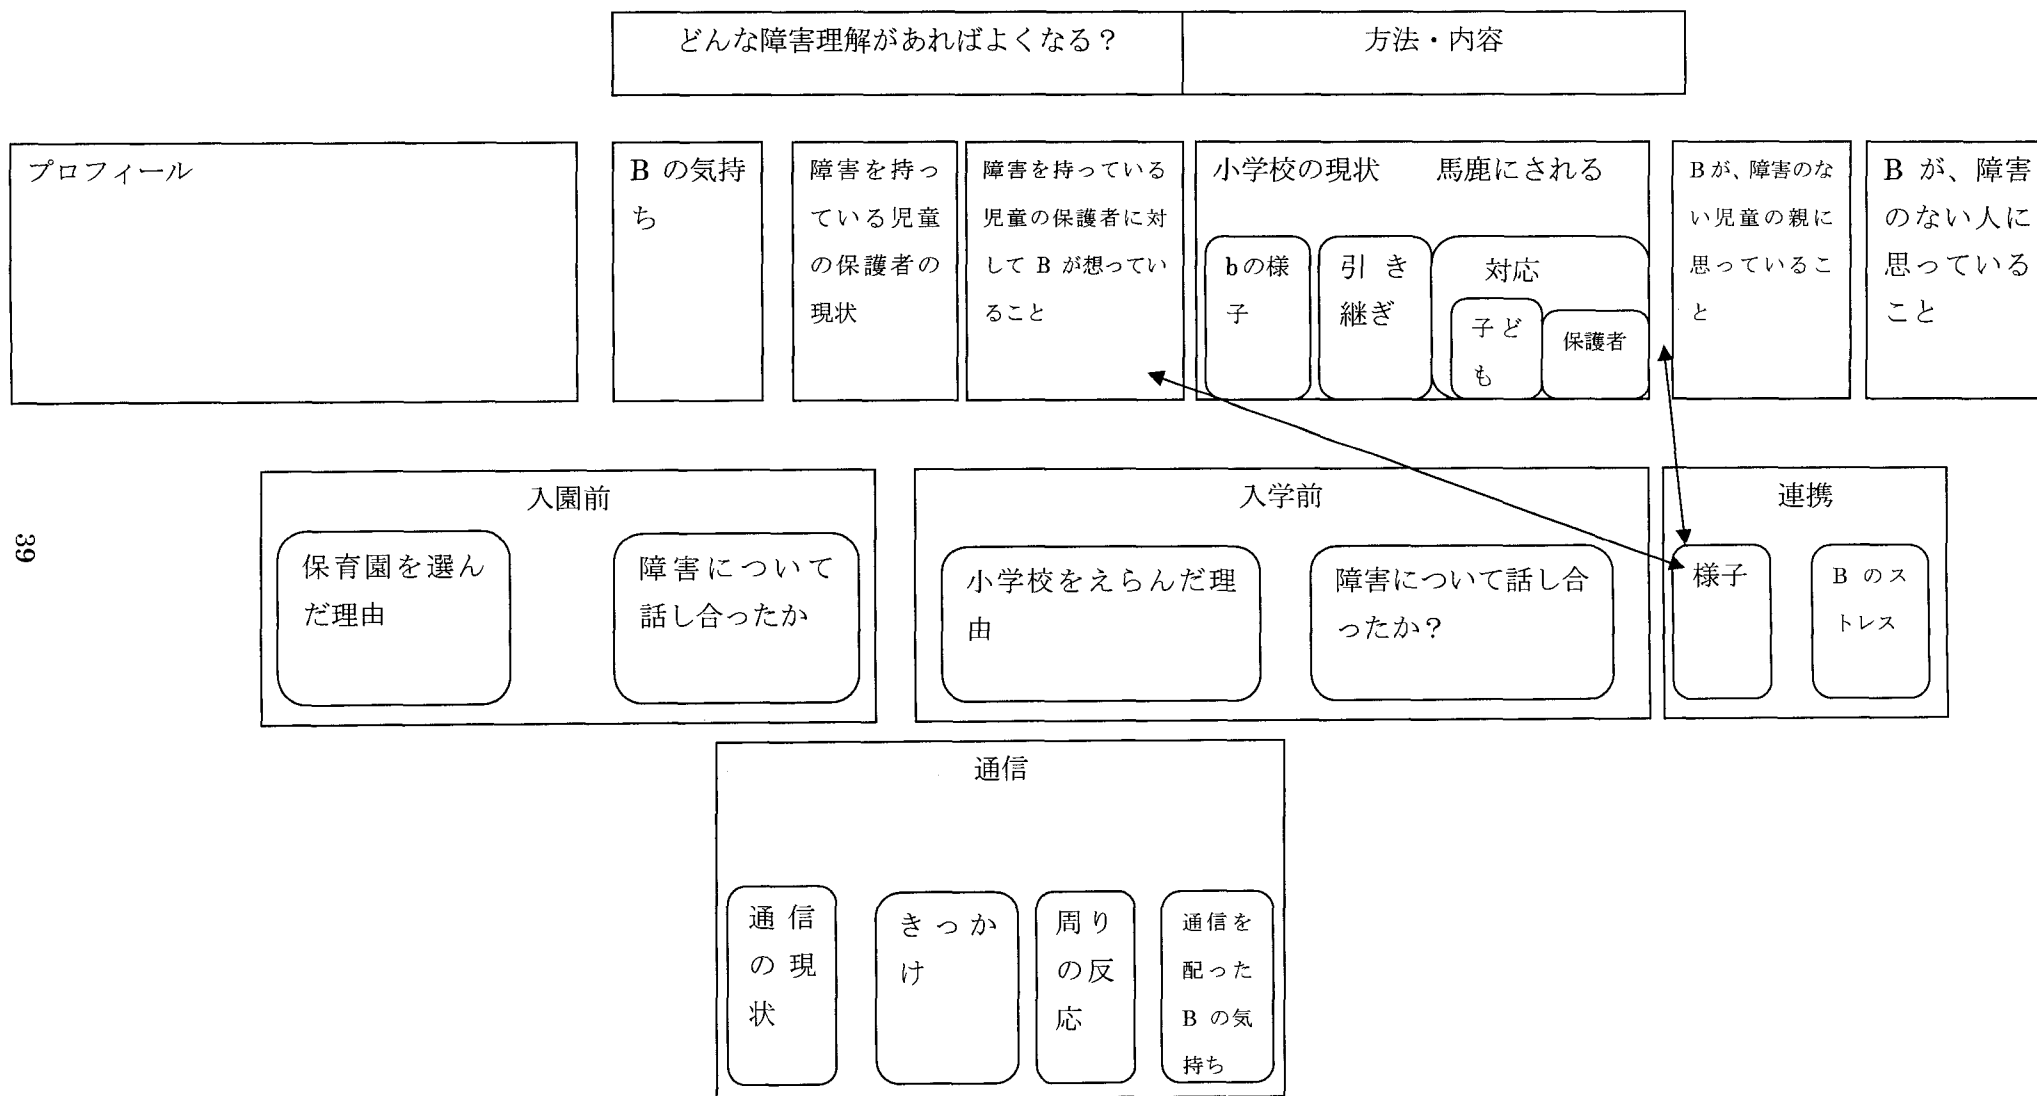 どんな障害理解があればよくなる？
方法・内容
プロフィール
B の気持
ち
障害を持っ
ている児童
の保護者の
現状
障害を持っている
児童の保護者に対
して B が想ってい
ること
小学校の現状　馬鹿にされる
bの様
子
引き
継ぎ
対応
子ど
も
保護者
B が、障害のな
い児童の親に
思っているこ
と
B が、障害
のない人に
思っている
こと
39
入園前
保育園を選ん
だ理由
障害について
話し合ったか
入学前
小学校をえらんだ理
由
障害について話し合
ったか？
連携
様子
B のス
トレス
通信
通信
の現
状
きっか
け
周り
の反
応
通信を
配った
B の気
持ち